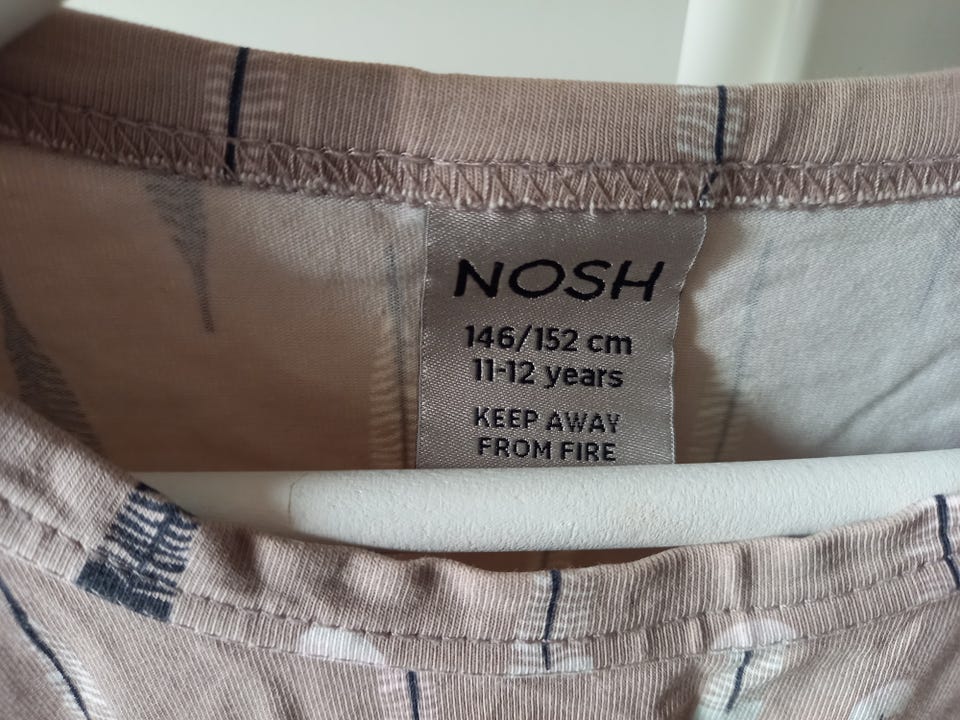 NOSH
146/152 cm
11-12 years
KEEP AWAY
FROM FIRE